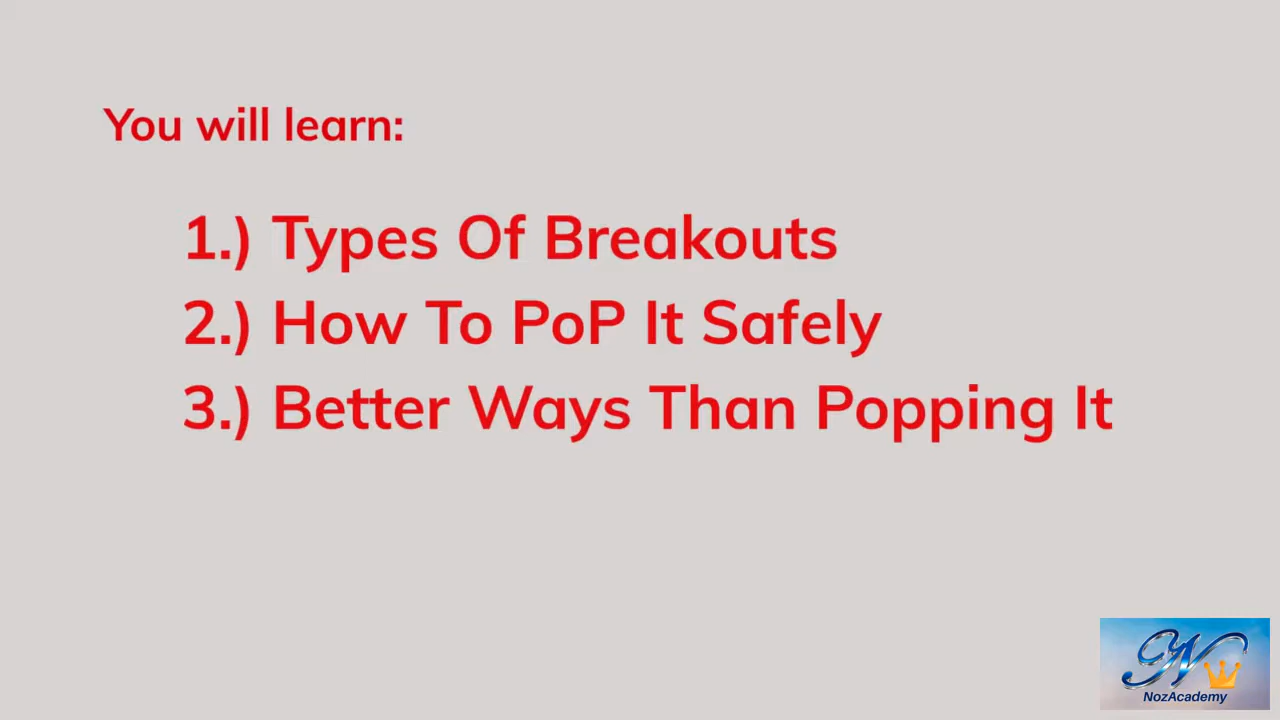 You will learn:
1.) Types Of Breakouts
2.) How To PoP It Safely
3.) Better Ways Than Popping It
N
NozAcademy